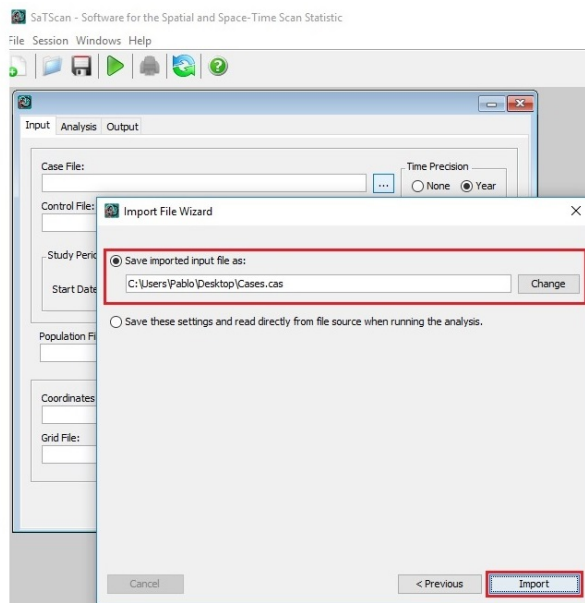 SaTScan - Software for the Spatial and Space-Time Scan Statistic
File Session Windows Help
Input Analysis Output
Case File:
...
Time Precision
None Year
Control File:
Import File Wizard
Study Perio
Save imported input file as:
Start Date
C:\Users\Pablo\Desktop\Cases.cas
Change
Population Fi
Save these settings and read directly from file source when running the analysis.
Coordinates
Grid File:
Cancel
< Previous
Import